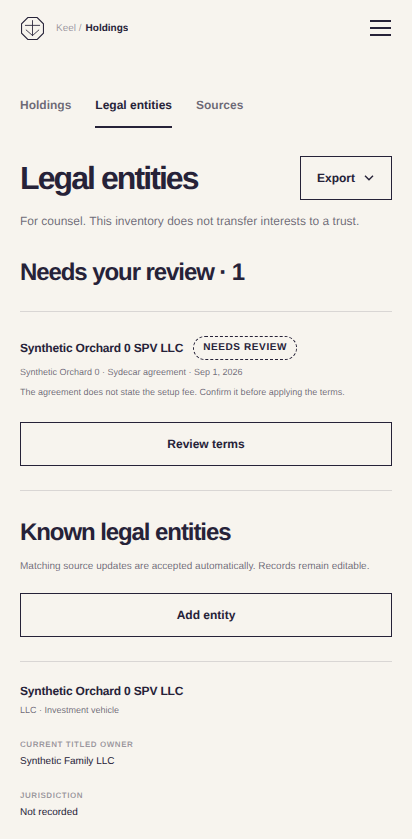 Keel / Holdings
Holdings Legal entities Sources
Legal entities
Export
For counsel. This inventory does not transfer interests to a trust.
Needs your review · 1
Synthetic Orchard 0 SPV LLC NEEDS REVIEW
Synthetic Orchard 0 · Sydecar agreement · Sep 1, 2026
The agreement does not state the setup fee. Confirm it before applying the terms.
Review terms
Known legal entities
Matching source updates are accepted automatically. Records remain editable.
Add entity
Synthetic Orchard 0 SPV LLC
LLC · Investment vehicle
CURRENT TITLED OWNER
Synthetic Family LLC
JURISDICTION
Not recorded